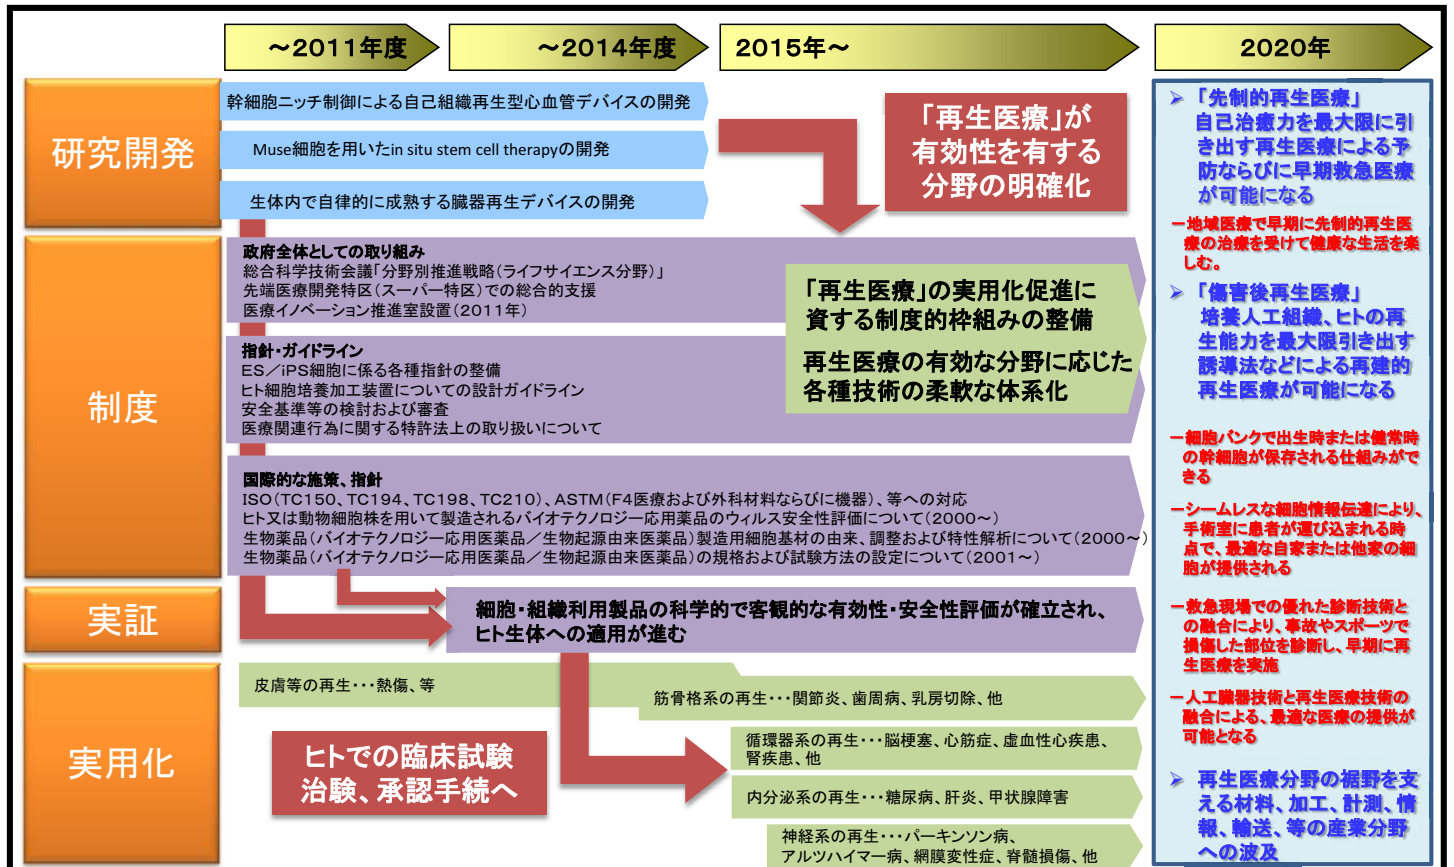 ～2011年度
～2014年度
2015年～
2020年
研究開発
幹細胞ニッチ制御による自己組織再生型心血管デバイスの開発
Muse細胞を用いたin situ stem cell therapyの開発
生体内で自律的に成熟する臓器再生デバイスの開発
「再生医療」が
有効性を有する
分野の明確化
制度
政府全体としての取り組み
総合科学技術会議「分野別推進戦略（ライフサイエンス分野）」
先端医療開発特区（スーパー特区）での総合的支援
医療イノベーション推進室設置（2011年）
指針・ガイドライン
ES／iPS細胞に係る各種指針の整備
ヒト細胞培養加工装置についての設計ガイドライン
安全基準等の検討および審査
医療関連行為に関する特許法上の取り扱いについて
「再生医療」の実用化促進に
資する制度的枠組みの整備
再生医療の有効な分野に応じた
各種技術の柔軟な体系化
国際的な施策、指針
ISO（TC150、TC194、TC198、TC210）、ASTM（F4医療および外科材料ならびに機器）、等への対応
ヒト又は動物細胞株を用いて製造されるバイオテクノロジー応用薬品のウィルス安全性評価について（2000～）
生物薬品（バイオテクノロジー応用医薬品／生物起源由来医薬品）製造用細胞基材の由来、調整および特性解析について（2000～）
生物薬品（バイオテクノロジー応用医薬品／生物起源由来医薬品）の規格および試験方法の設定について（2001～）
実証
細胞・組織利用製品の科学的で客観的な有効性・安全性評価が確立され、
ヒト生体への適用が進む
実用化
皮膚等の再生・・・熱傷、等
筋骨格系の再生・・・関節炎、歯周病、乳房切除、他
循環器系の再生・・・脳梗塞、心筋症、虚血性心疾患、
腎疾患、他
内分泌系の再生・・・糖尿病、肝炎、甲状腺障害
神経系の再生・・・パーキンソン病、
アルツハイマー病、網膜変性症、脊髄損傷、他
ヒトでの臨床試験
治験、承認手続へ
➢ 「先制的再生医療」
自己治癒力を最大限に引
き出す再生医療による予
防ならびに早期救急医療
が可能になる
－地域医療で早期に先制的再生医
療の治療を受けて健康な生活を楽
しむ。
➢ 「傷害後再生医療」
培養人工組織、ヒトの再
生能力を最大限引き出す
誘導法などによる再建的
再生医療が可能になる
－細胞バンクで出生時または健常時
の幹細胞が保存される仕組みがで
きる
－シームレスな細胞情報伝達により、
手術室に患者が運び込まれる時
点で、最適な自家または他家の細
胞が提供される
－救急現場での優れた診断技術と
の融合により、事故やスポーツで
損傷した部位を診断し、早期に再
生医療を実施
－人工臓器技術と再生医療技術の
融合による、最適な医療の提供が
可能となる
➢ 再生医療分野の裾野を支
える材料、加工、計測、情
報、輸送、等の産業分野
への波及